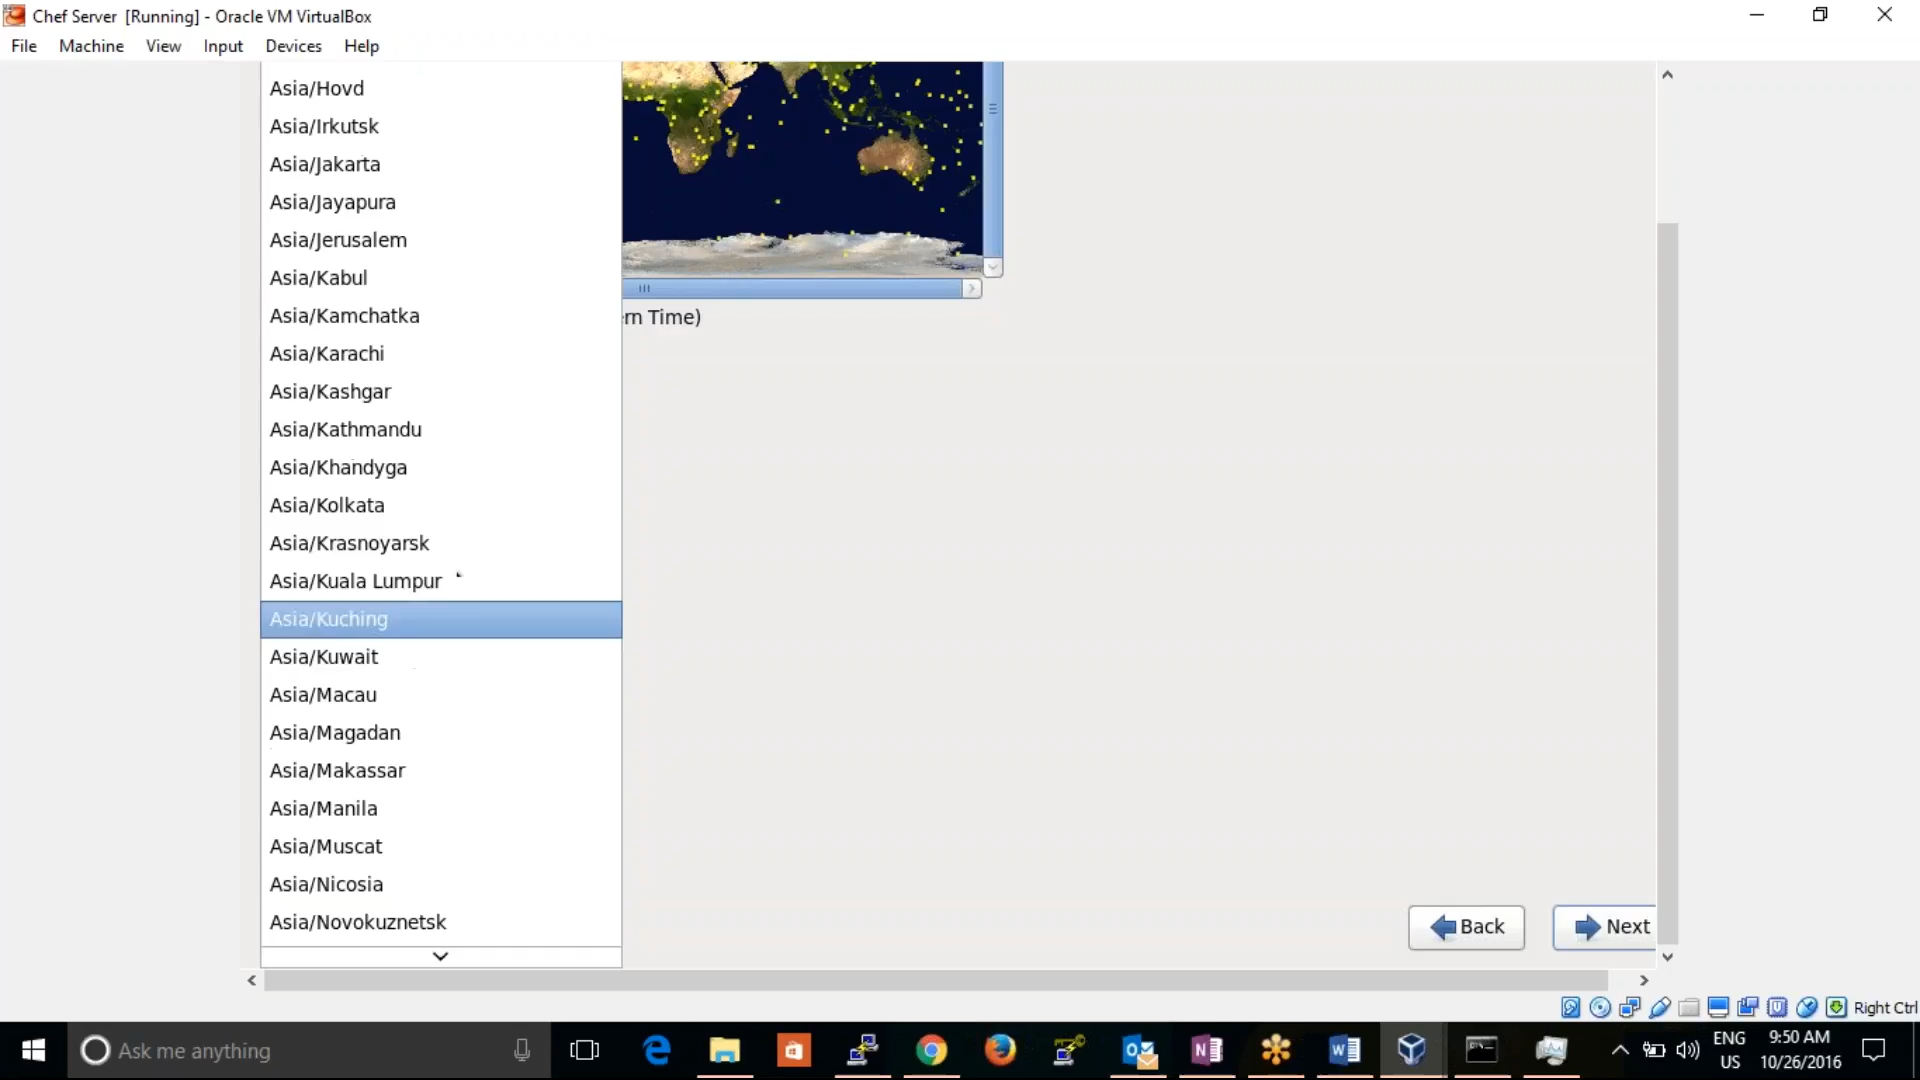 Chef Server [Running] - Oracle VM VirtualBox
File Machine View Input Devices Help
Asia/Hovd
Asia/Irkutsk
Asia/Jakarta
Asia/Jayapura
Asia/Jerusalem
Asia/Kabul
Asia/Kamchatka
ern Time)
Asia/Karachi
Asia/Kashgar
Asia/Kathmandu
Asia/Khandyga
Asia/Kolkata
Asia/Krasnoyarsk
Asia/Kuala Lumpur
Asia/Kuching
Asia/Kuwait
Asia/Macau
Asia/Magadan
Asia/Makassar
Asia/Manila
Asia/Muscat
Asia/Nicosia
Asia/Novokuznetsk
Back Next
Right Ctrl
Ask me anything
ENG
US
9:50 AM
10/26/2016